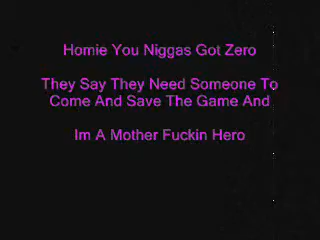 Homie You Niggas Got Zero
They Say They Need Someone To
Come And Save The Game And
Im A Mother Fuckin Hero